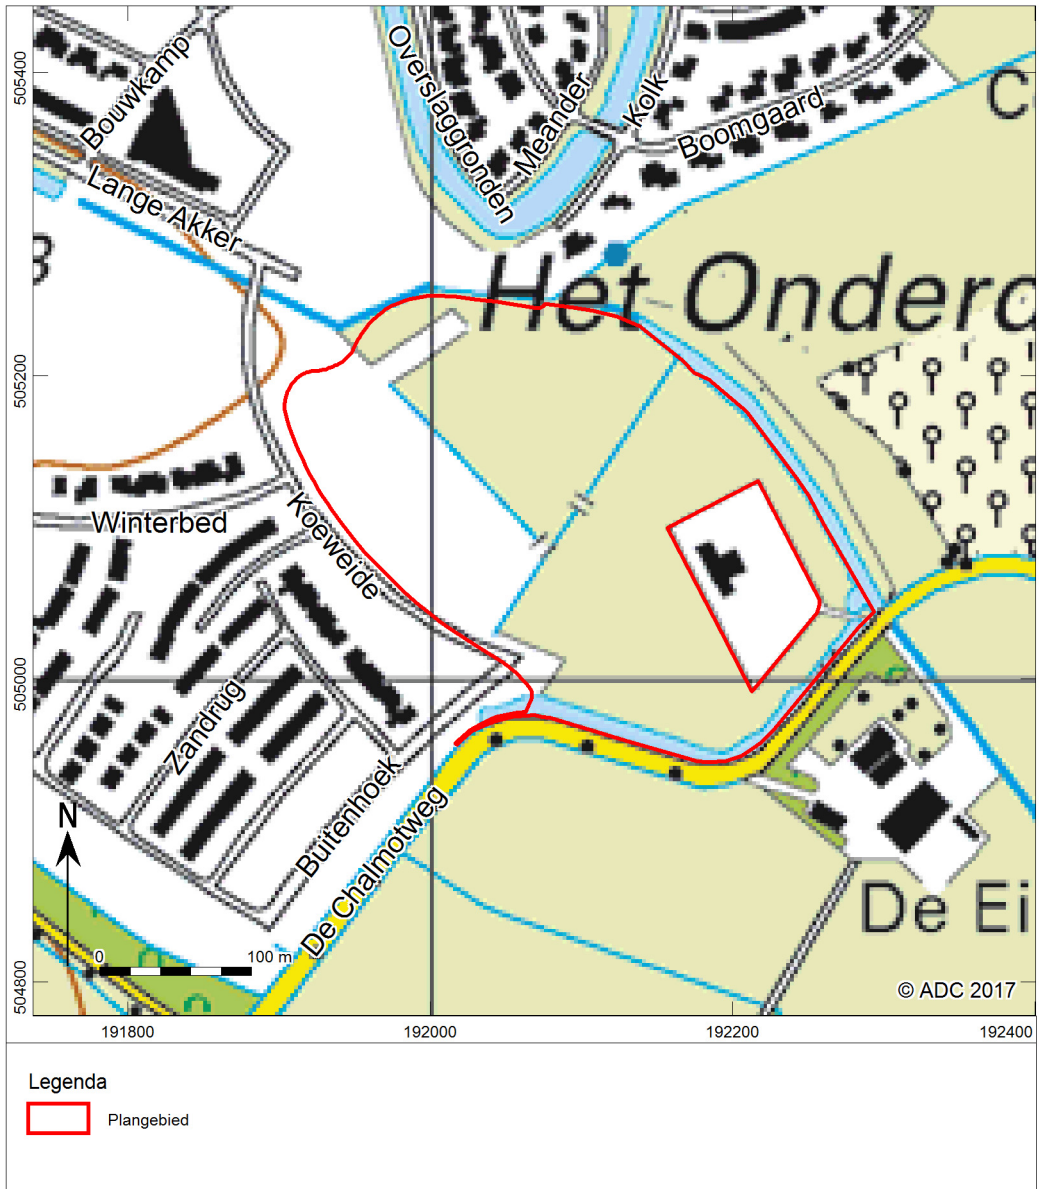 505400
505200
505000
504800
Bouwkamp
Lange Akker
Overslaggronden
Meander
Kolk
Boomgaard
C
Het Onder
Winterbed
Koeweide
Zandrug
Buitenhoek
De Chalmotweg
De Ei
N
0 100 m
© ADC 2017
191800 192000 192200 192400
Legenda
Plangebied